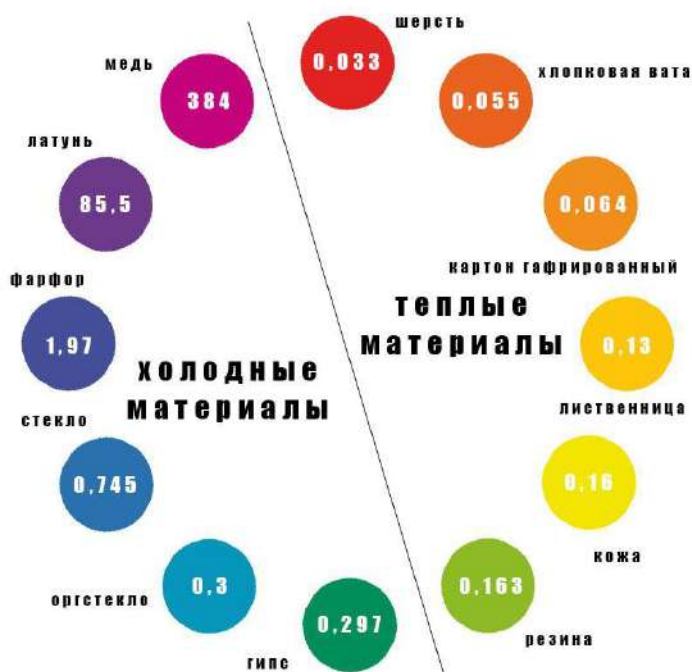 шерсть
0,033
хлопковая вата
0,055
0,064
картон гафрированный
теплые
материалы
0,13
лиственница
0,16
кожа
0,163
резина
медь
384
латунь
85,5
фарфор
1,97
холодные
материалы
стекло
0,745
оргстекло
0,3
гипс
0,297